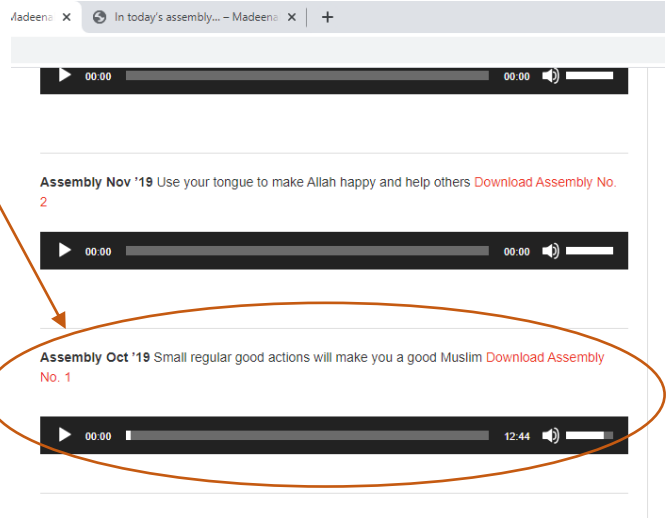 Madeena × In today's assembly... – Madeena × +
00:00 00:00
Assembly Nov ’19 Use your tongue to make Allah happy and help others Download Assembly No.
2
00:00 00:00
Assembly Oct ’19 Small regular good actions will make you a good Muslim Download Assembly
No. 1
00:00 12:44